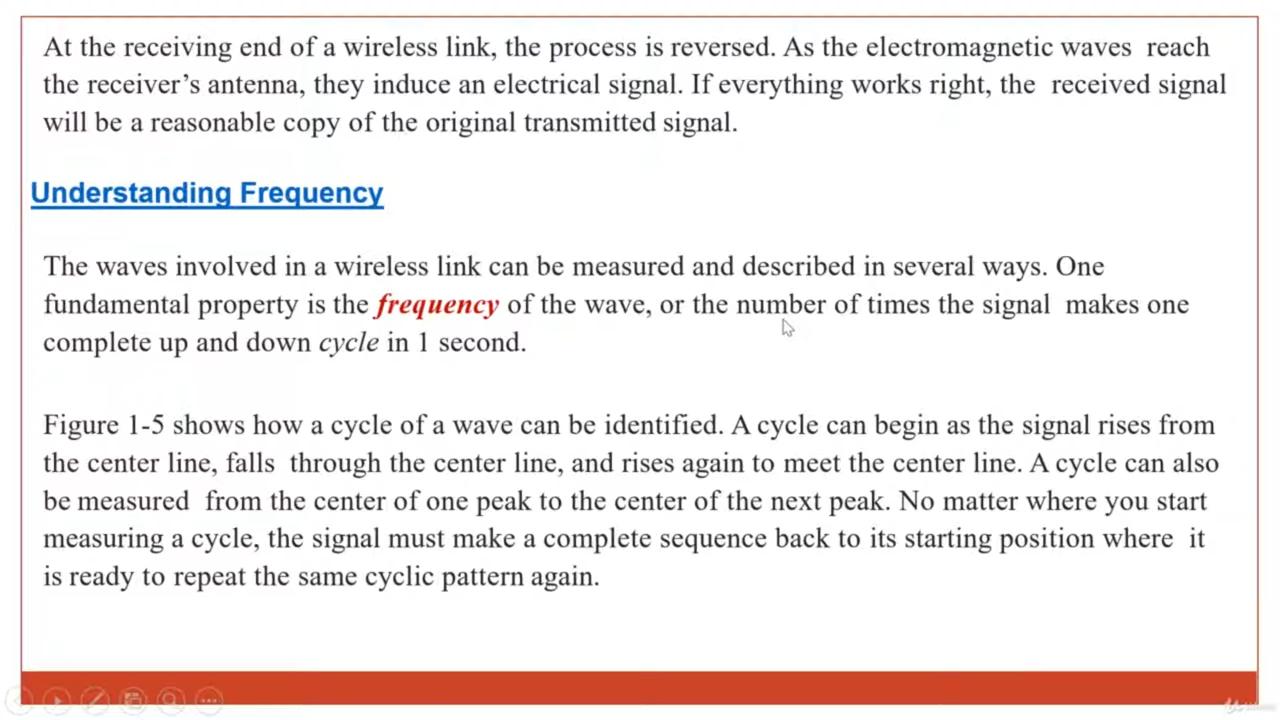 At the receiving end of a wireless link, the process is reversed. As the electromagnetic waves reach
the receiver's antenna, they induce an electrical signal. If everything works right, the received signal
will be a reasonable copy of the original transmitted signal.
Understanding Frequency
The waves involved in a wireless link can be measured and described in several ways. One
fundamental property is the frequency of the wave, or the number of times the signal makes one
complete up and down cycle in 1 second.
Figure 1-5 shows how a cycle of a wave can be identified. A cycle can begin as the signal rises from
the center line, falls through the center line, and rises again to meet the center line. A cycle can also
be measured from the center of one peak to the center of the next peak. No matter where you start
measuring a cycle, the signal must make a complete sequence back to its starting position where it
is ready to repeat the same cyclic pattern again.